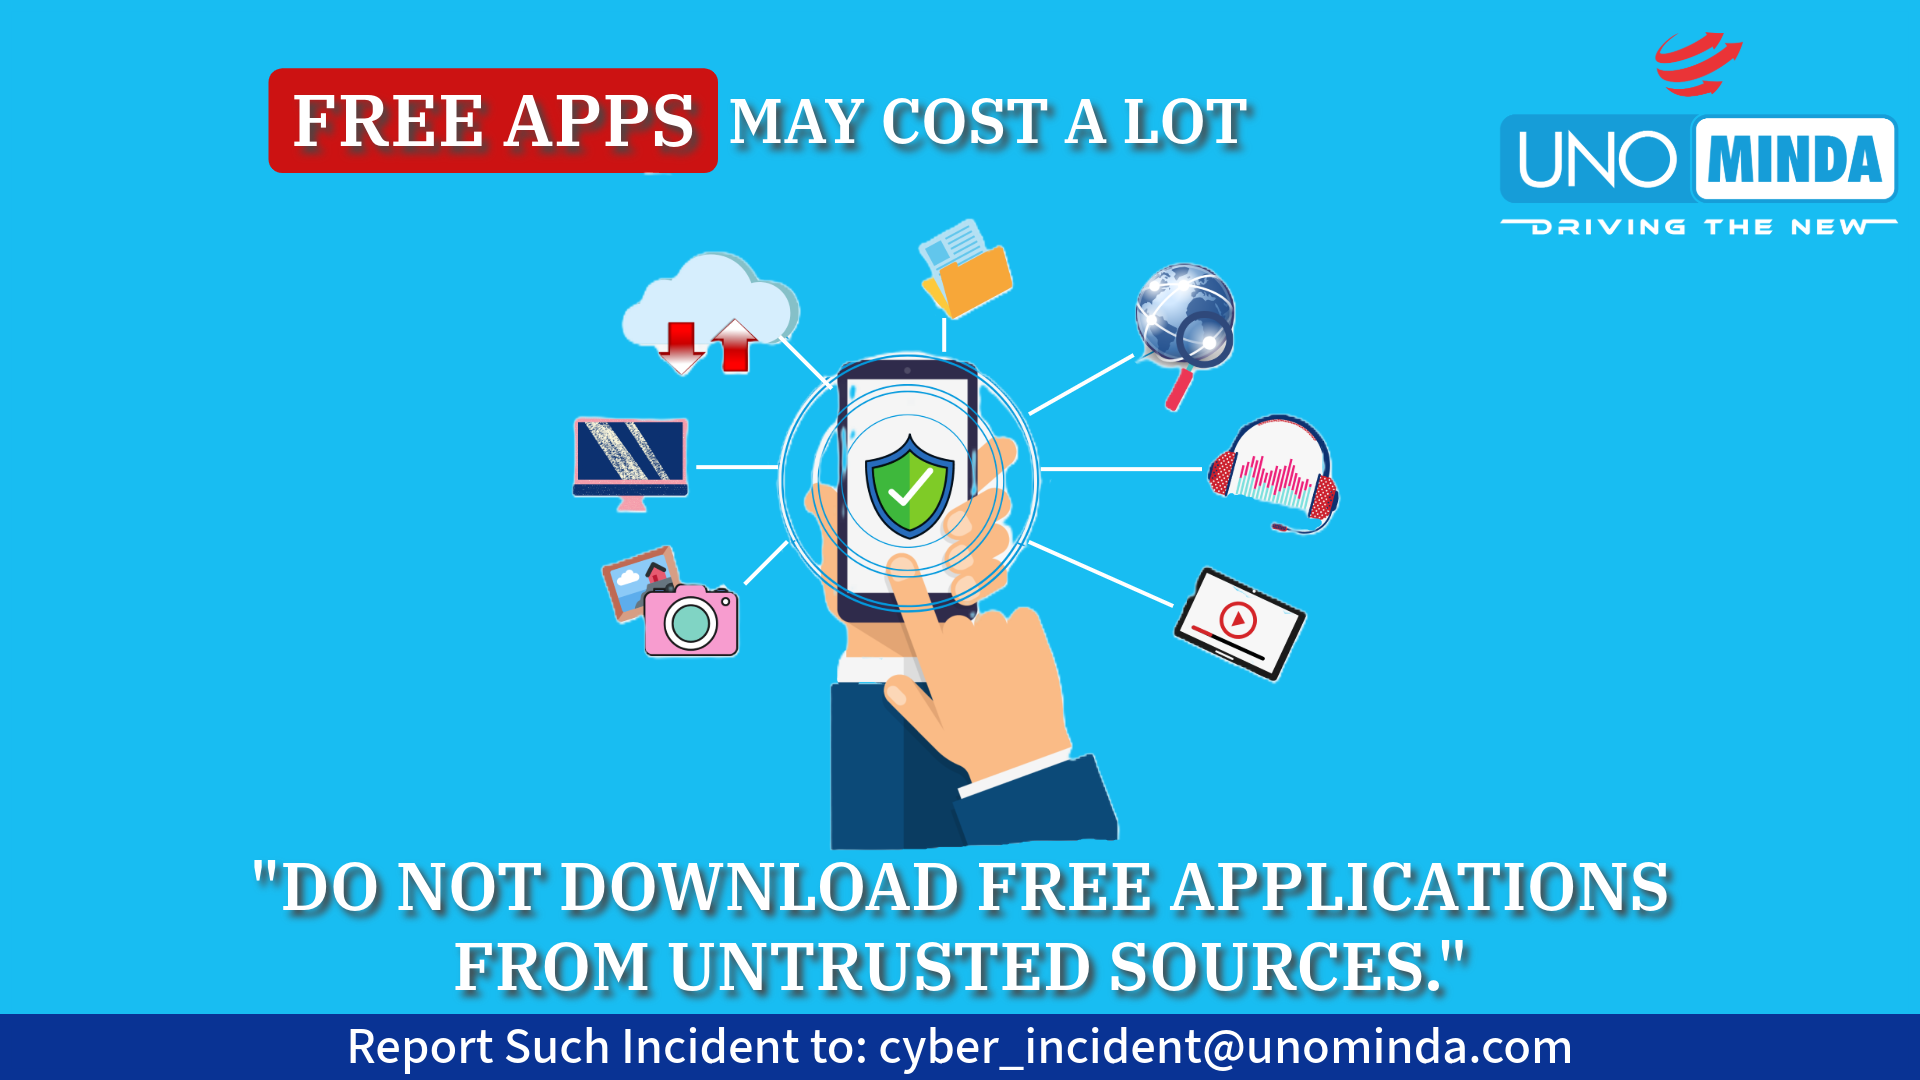 FREE APPS MAY COST A LOT
UNO MINDA
DRIVING THE NEW
"DO NOT DOWNLOAD FREE APPLICATIONS
FROM UNTRUSTED SOURCES."
Report Such Incident to: cyber_incident@unominda.com